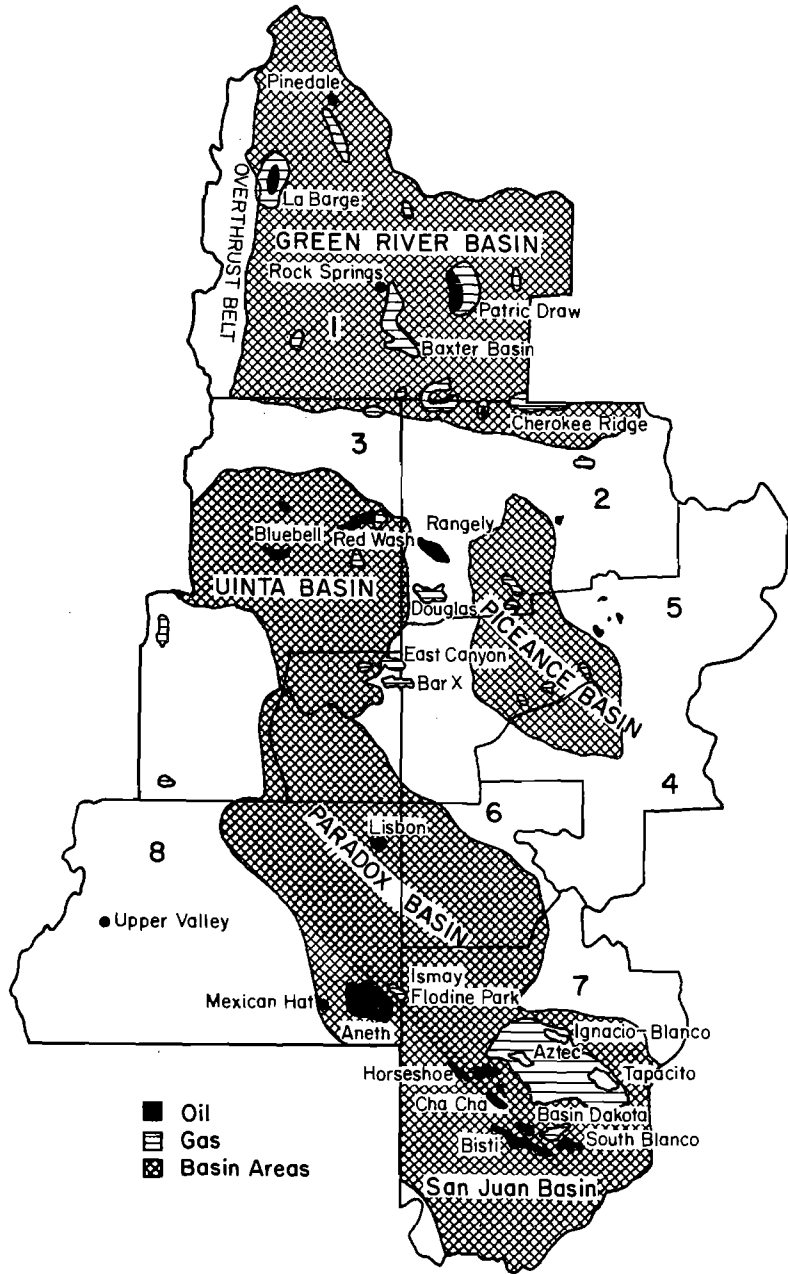 Pinedale
OVERTHRUST BELT
La Barge
GREEN RIVER BASIN
Rock Springs
Patric Draw
1
Baxter Basin
Cherokee Ridge
3
2
Bluebell
Red Wash
Rangely
UINTA BASIN
Douglas
PICEANCE BASIN
5
East Canyon
Bar X
4
6
Lisbon
PARADOX BASIN
8
Upper Valley
7
Ismay
Flodine Park
Mexican Hat
Aneth
Ignacio-Blanco
Aztec
Horseshoe
Tapacito
Cha Cha
Basin Dakota
Bisti
South Blanco
San Juan Basin
Oil
Gas
Basin Areas